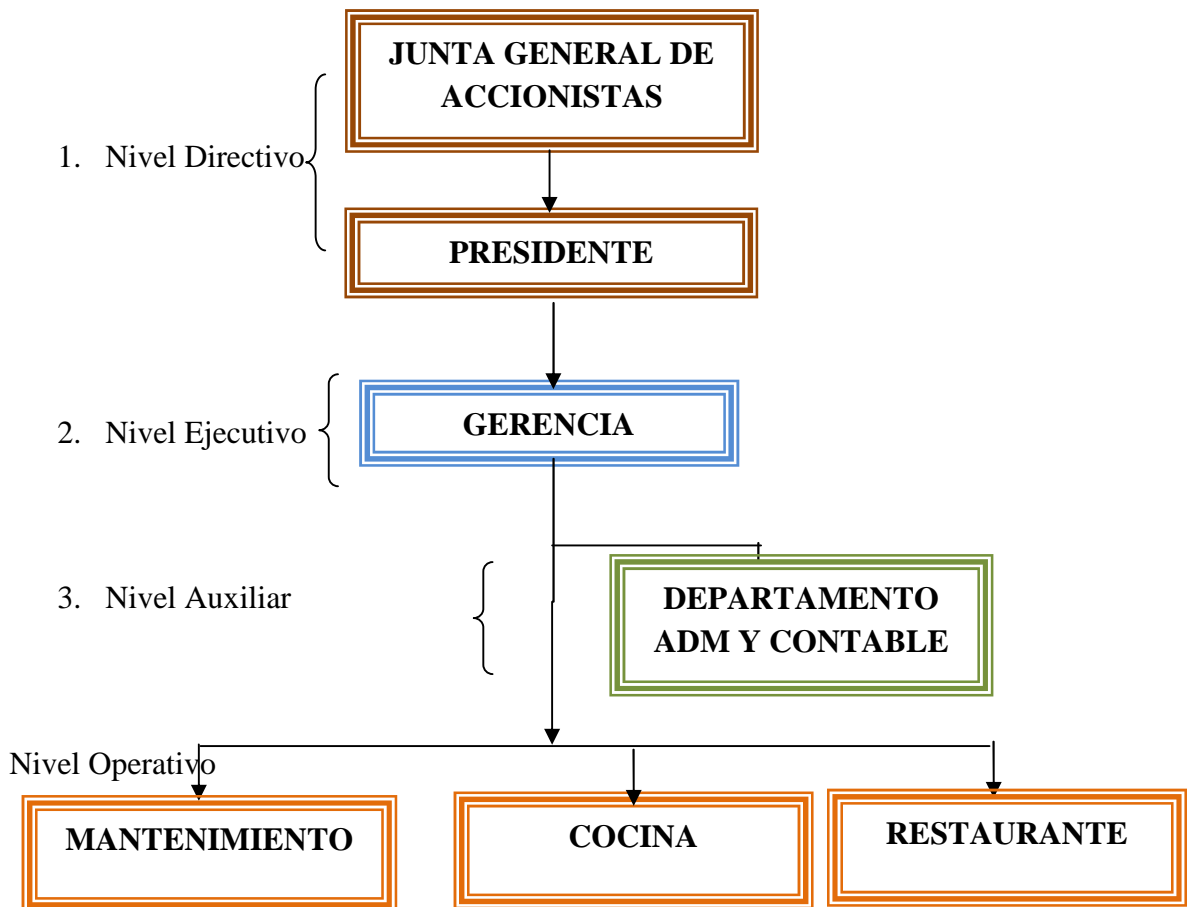 JUNTA GENERAL DE
ACCIONISTAS
1. Nivel Directivo
PRESIDENTE
2. Nivel Ejecutivo
GERENCIA
3. Nivel Auxiliar
DEPARTAMENTO
ADM Y CONTABLE
Nivel Operativo
MANTENIMIENTO
COCINA
RESTAURANTE